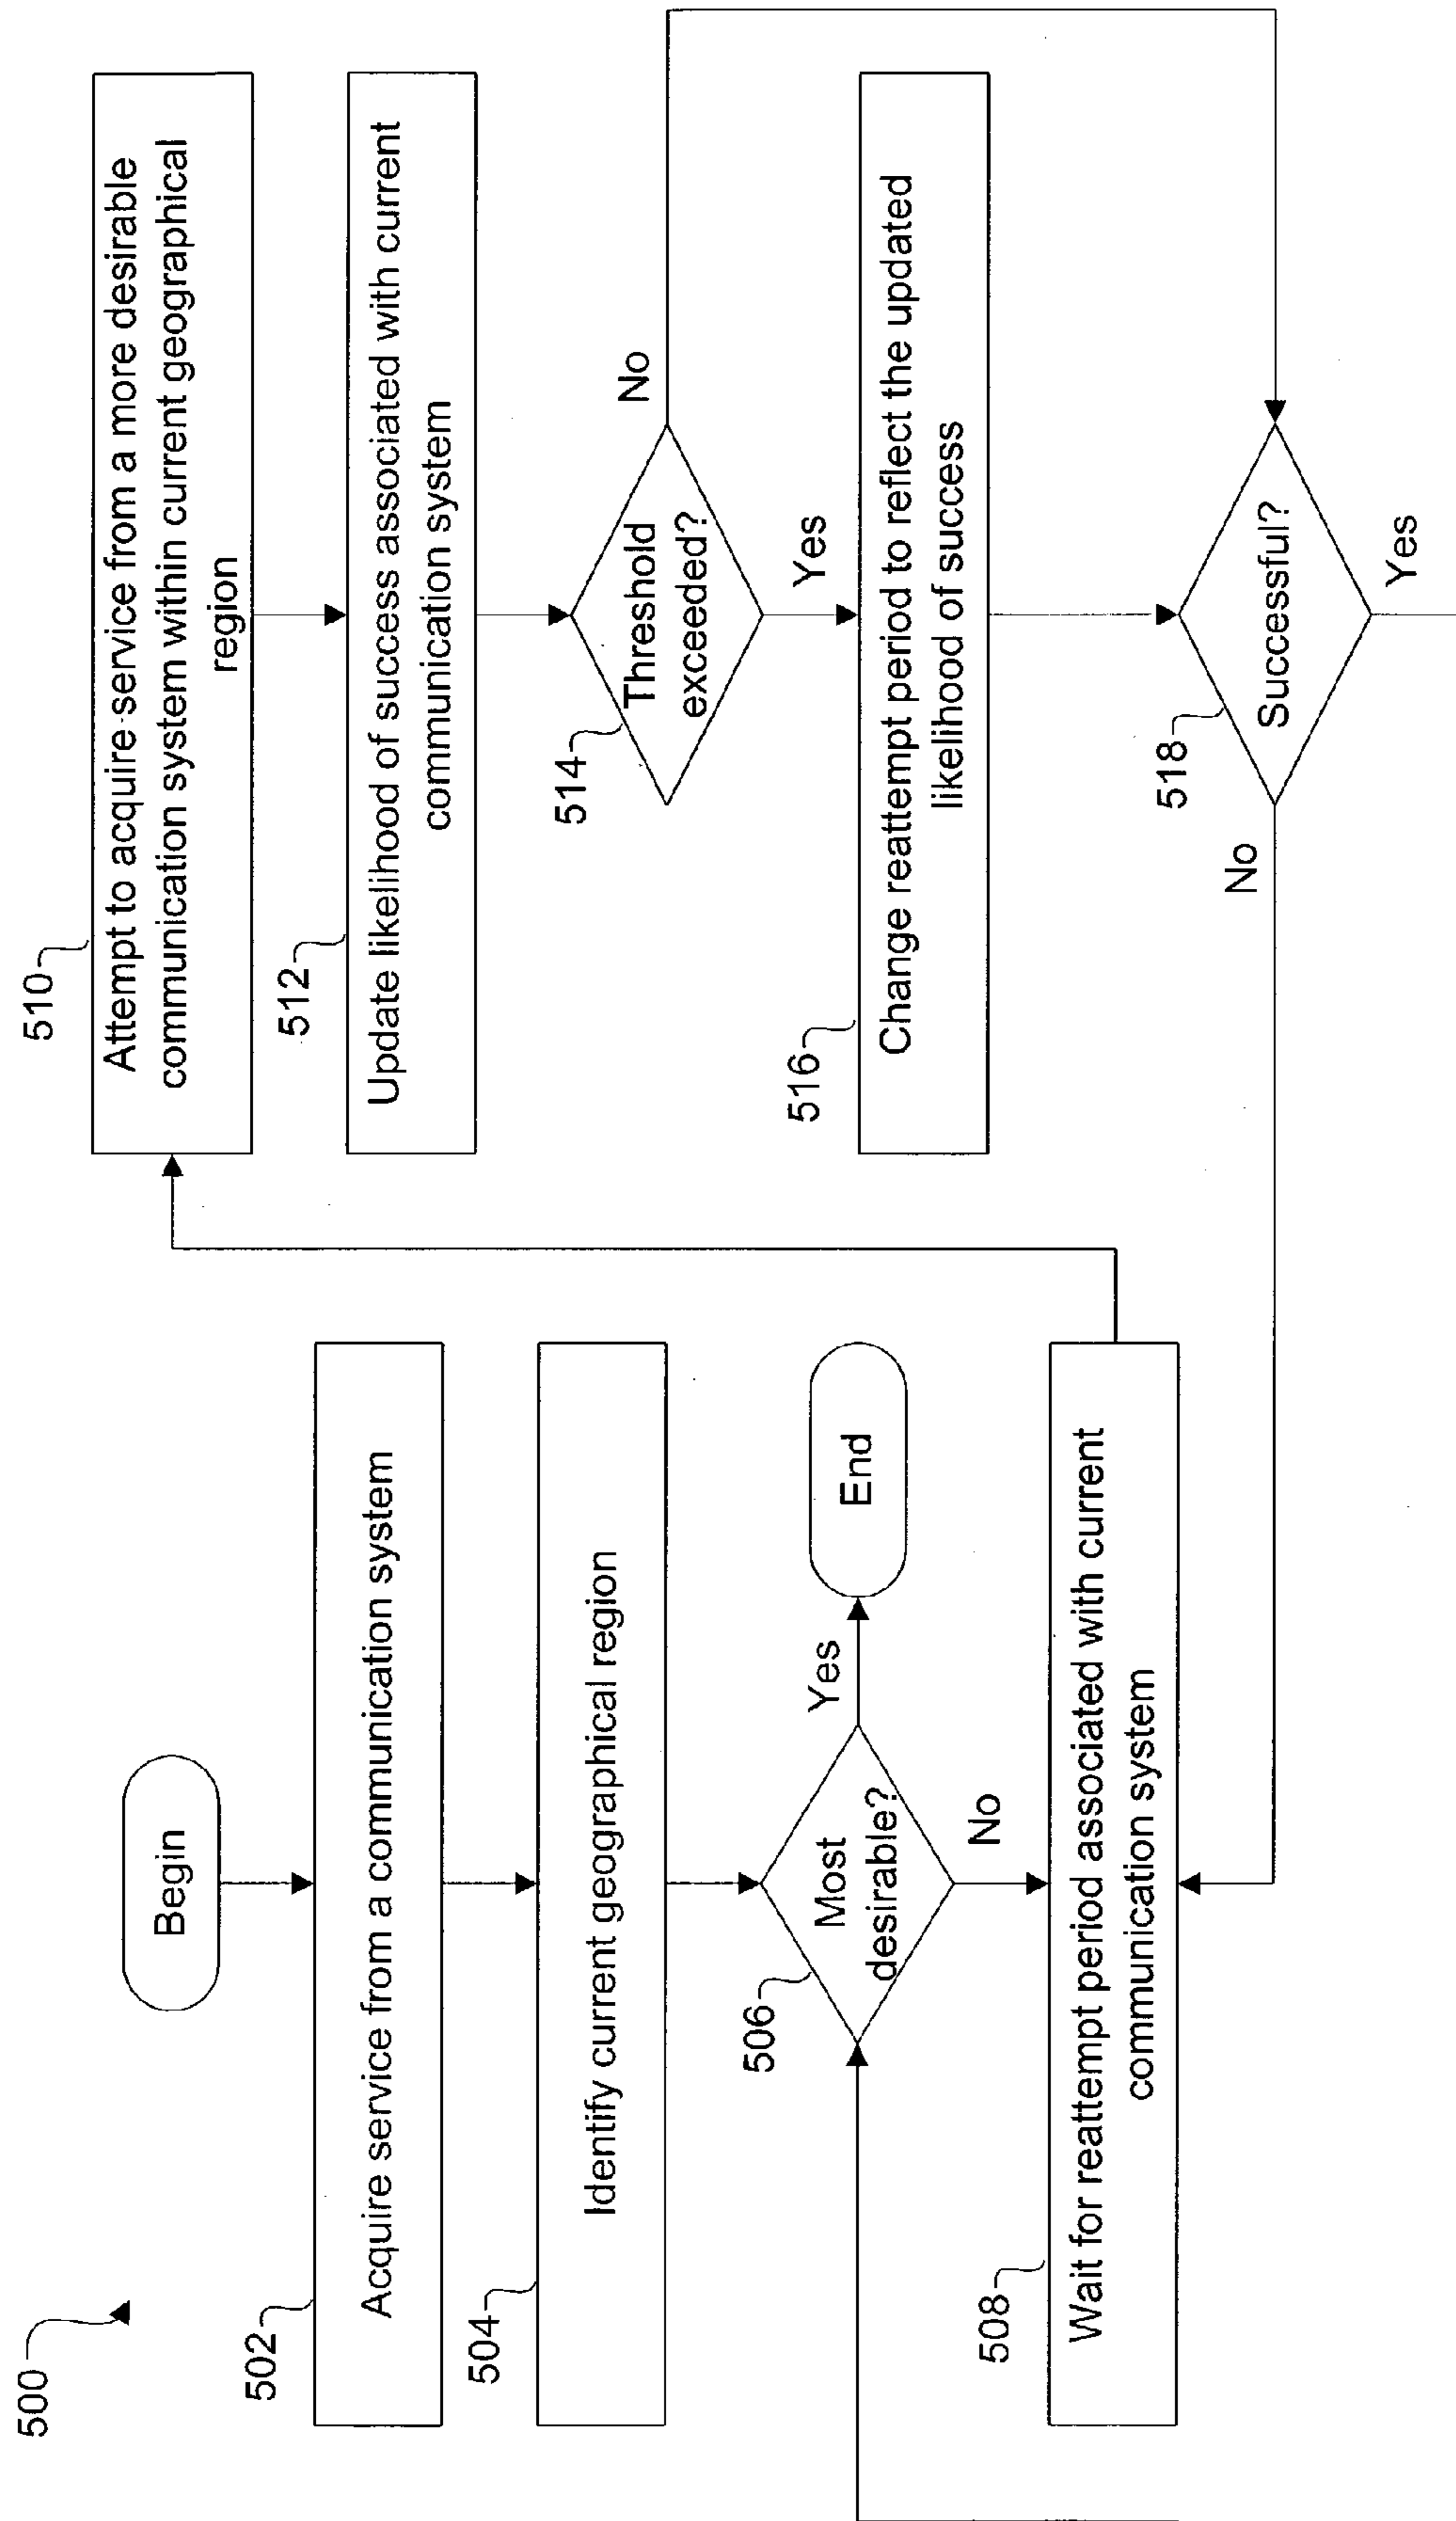 500
Begin
502
Acquire service from a communication system
504
Identify current geographical region
506
Most
desirable?
Yes
End
No
508
Wait for reattempt period associated with current
communication system
510
Attempt to acquire service from a more desirable
communication system within current geographical
region
512
Update likelihood of success associated with current
communication system
514
Threshold
exceeded?
No
Yes
516
Change reattempt period to reflect the updated
likelihood of success
518
Successful?
No
Yes